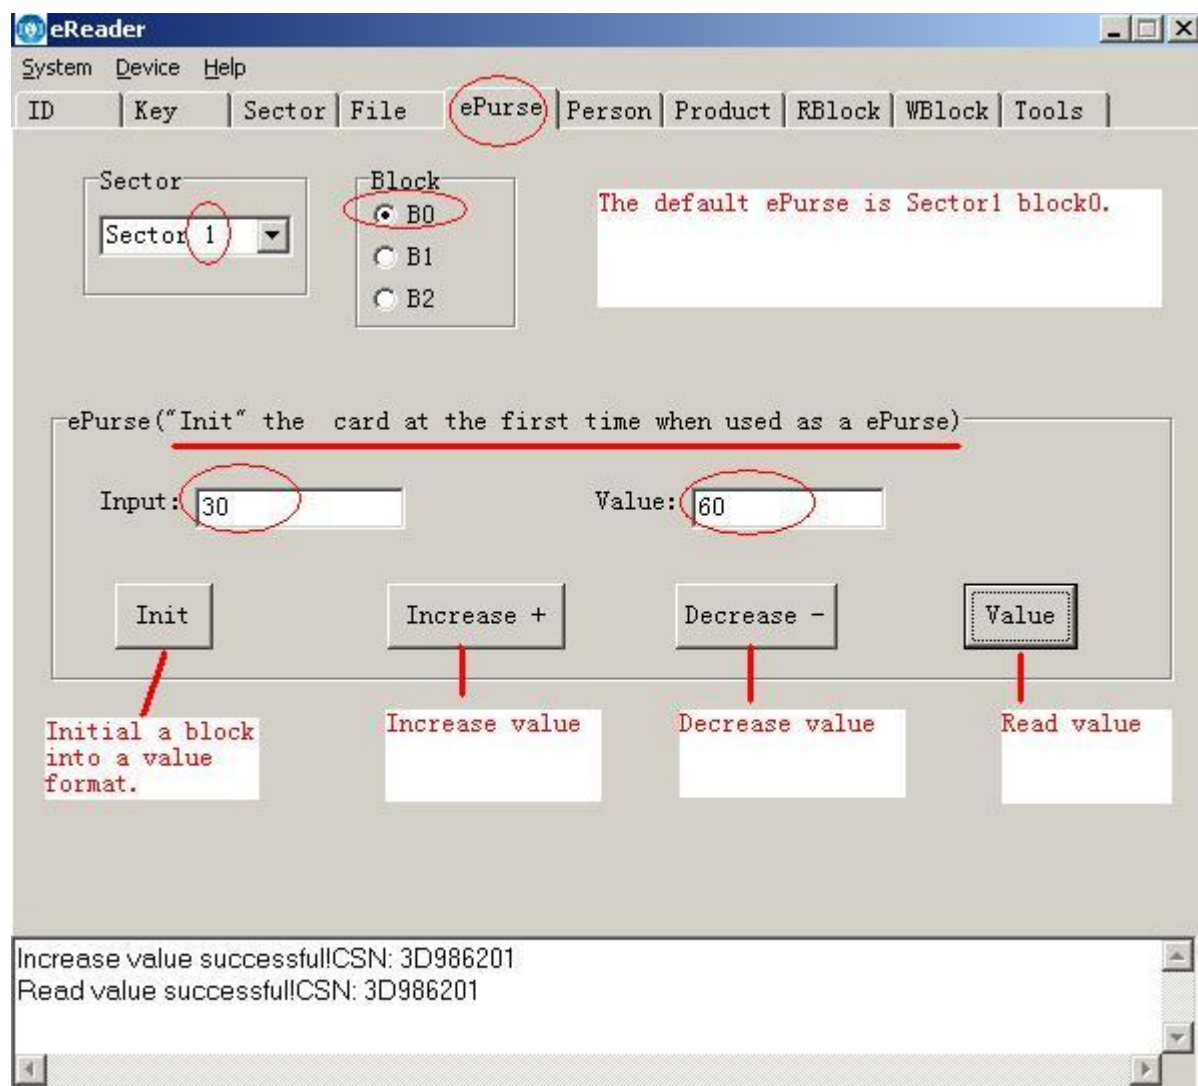 eReader
System Device Help
ID Key Sector File ePurse Person Product RBlock WBlock Tools
Sector
Sector 1
Block
B0
B1
B2
The default ePurse is Sector1 block0.
ePurse("Init" the card at the first time when used as a ePurse)
Input: 30
Value: 60
Init
Increase +
Decrease -
Value
Initial a block
into a value
format.
Increase value
Decrease value
Read value
Increase value successful!CSN: 3D986201
Read value successful!CSN: 3D986201